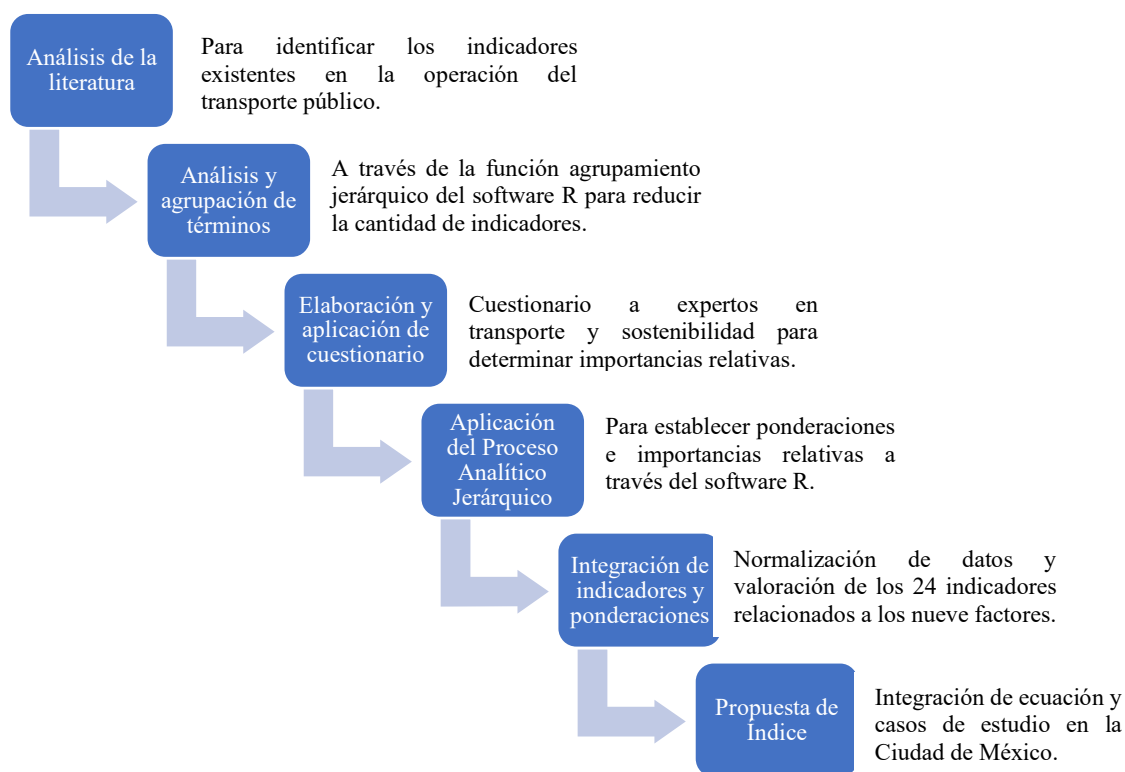 Análisis de la
literatura
Para identificar los indicadores
existentes en la operación del
transporte público.
Análisis y
agrupación de
términos
A través de la función agrupamiento
jerárquico del software R para reducir
la cantidad de indicadores.
Elaboración y
aplicación de
cuestionario
Cuestionario a expertos en
transporte y sostenibilidad para
determinar importancias relativas.
Aplicación
del Proceso
Analítico
Jerárquico
Para establecer ponderaciones
e importancias relativas a
través del software R.
Integración de
indicadores y
ponderaciones
Normalización de datos y
valoración de los 24 indicadores
relacionados a los nueve factores.
Propuesta de
Índice
Integración de ecuación y
casos de estudio en la
Ciudad de México.